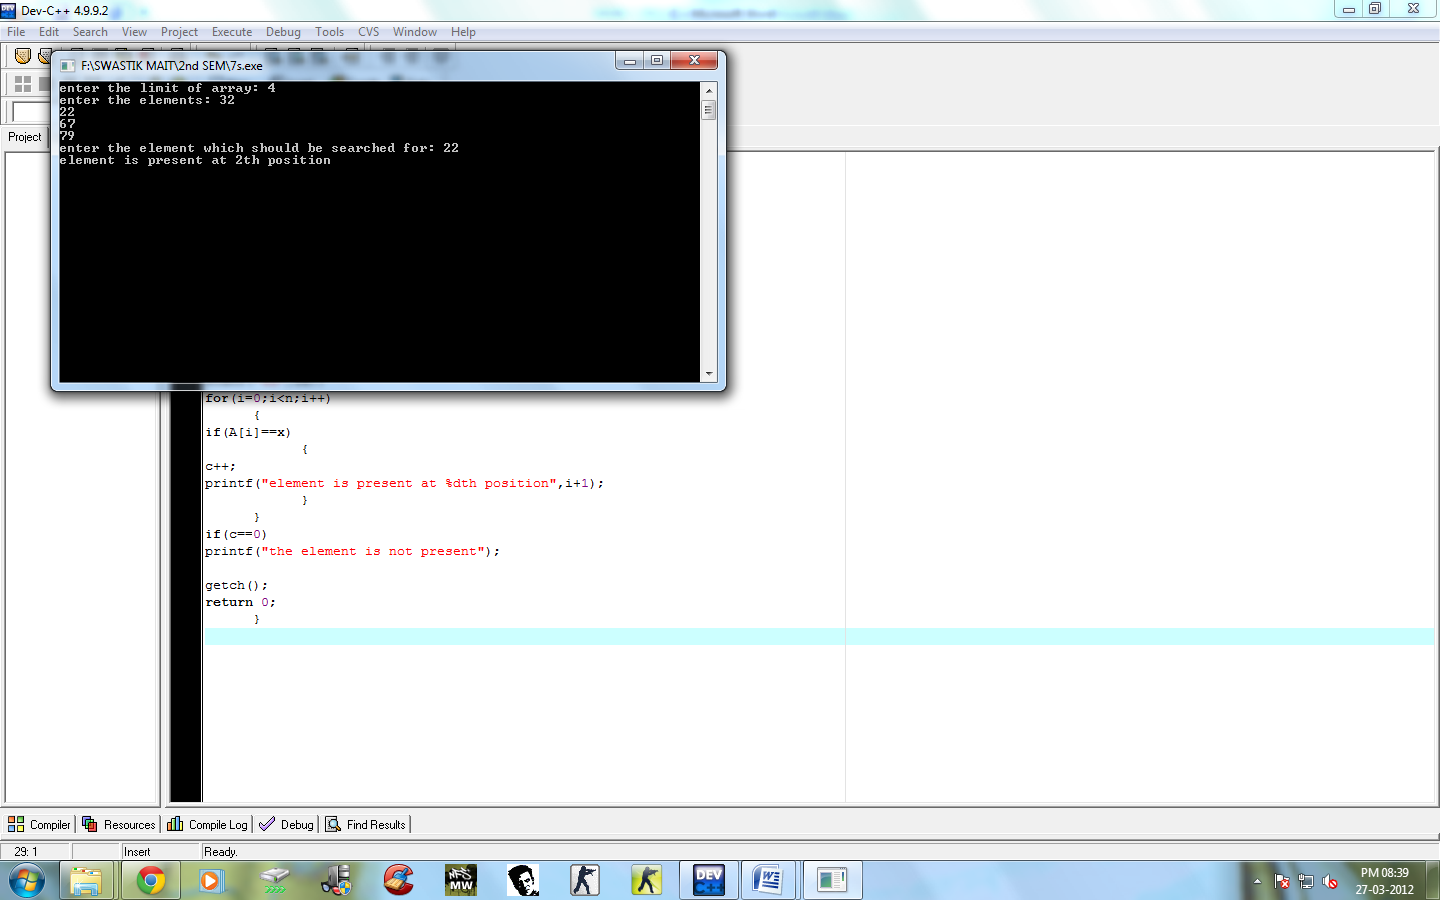 Dev-C++ 4.9.9.2
File Edit Search View Project Execute Debug Tools CVS Window Help
F:\SWASTIK MAIT\2nd SEM\7s.exe
enter the limit of array: 4
enter the elements: 32
22
67
79
enter the element which should be searched for: 22
element is present at 2th position
Project
for(i=0;i<n;i++)
{
if(A[i]==x)
{
c++;
printf("element is present at %dth position",i+1);
}
}
if(c==0)
printf("the element is not present");
getch();
return 0;
}
Compiler Resources Compile Log Debug Find Results
29: 1 Insert Ready.
NFS MW DEV C++ W
PM 08:39
27-03-2012